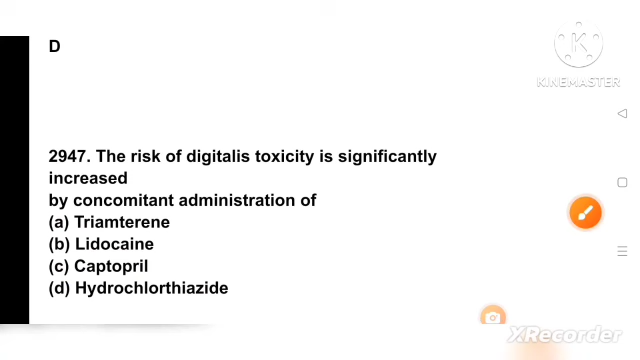 D
K
KINEMASTER
2947. The risk of digitalis toxicity is significantly
increased
by concomitant administration of
(a) Triamterene
(b) Lidocaine
(c) Captopril
(d) Hydrochlorthiazide
XRecorder